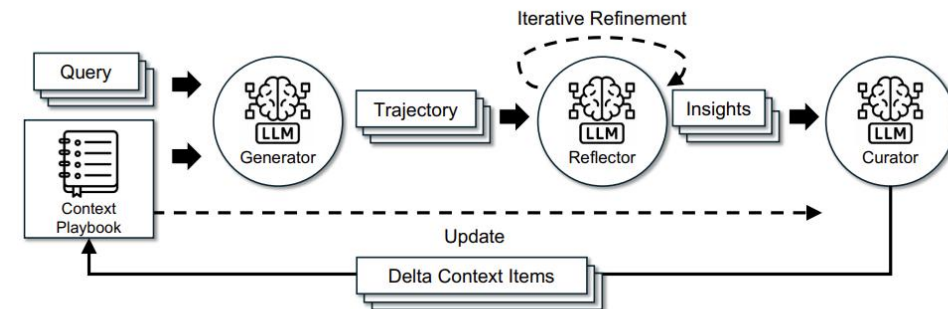 Iterative Refinement
Query
LLM
Generator
Trajectory
LLM
Reflector
Insights
LLM
Curator
Context
Playbook
Update
Delta Context Items